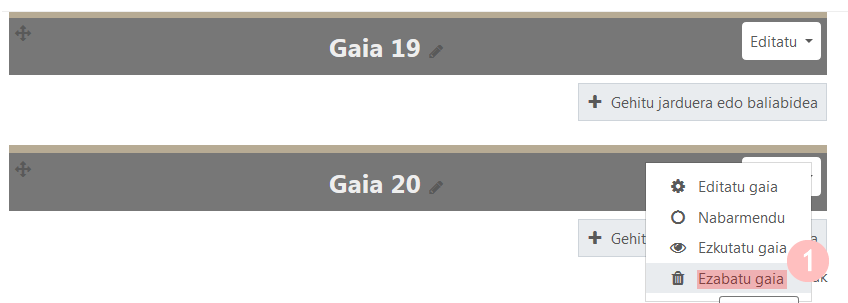 Gaia 19
Editatu
Gehitu jarduera edo baliabidea
Gaia 20
Editatu gaia
Nabarmendu
Ezkutatu gaia
Ezabatu gaia
1